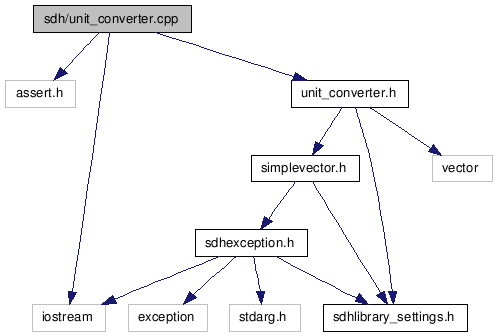 sdh/unit_converter.cpp
assert.h
unit_converter.h
simplevector.h
vector
sdhexception.h
iostream
exception
stdarg.h
sdhlibrary_settings.h